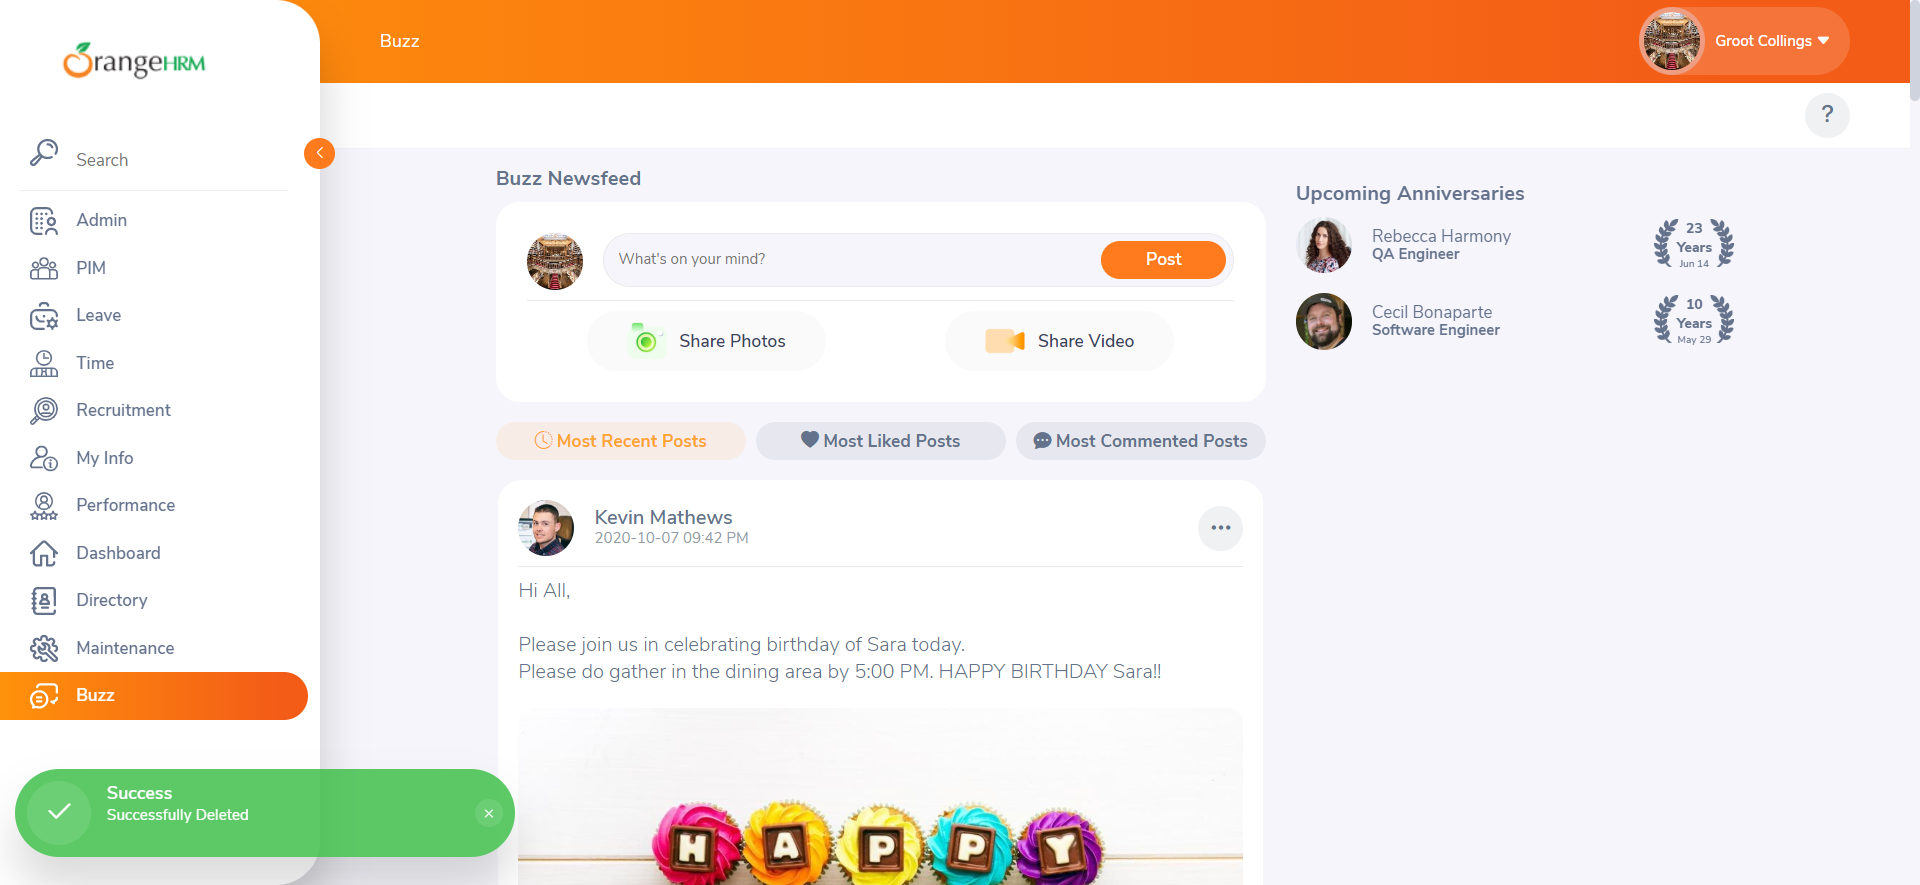 OrangeHRM
Buzz
Groot Collings
?
Search
Admin
PIM
Leave
Time
Recruitment
My Info
Performance
Dashboard
Directory
Maintenance
Buzz
Success
Successfully Deleted
Buzz Newsfeed
What's on your mind?
Post
Share Photos
Share Video
Most Recent Posts
Most Liked Posts
Most Commented Posts
Kevin Mathews
2020-10-07 09:42 PM
Hi All,
Please join us in celebrating birthday of Sara today.
Please do gather in the dining area by 5:00 PM. HAPPY BIRTHDAY Sara!!
HAPPY
Upcoming Anniversaries
Rebecca Harmony
QA Engineer
23
Years
Jun 14
Cecil Bonaparte
Software Engineer
10
Years
May 29